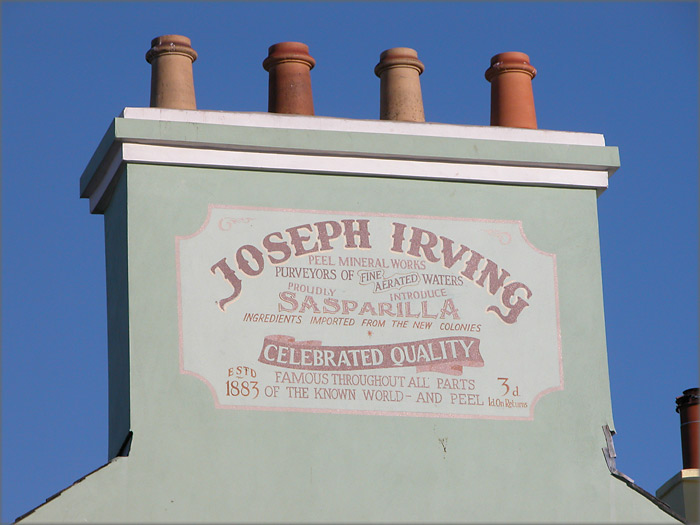 JOSEPH IRVING
PEEL MINERAL WORKS
PURVEYORS OF FINE AERATED WATERS
PROUDLY INTRODUCE
SASPARILLA
INGREDIENTS IMPORTED FROM THE NEW COLONIES
CELEBRATED QUALITY
ESTD 1883
FAMOUS THROUGHOUT ALL PARTS
OF THE KNOWN WORLD - AND PEEL
3d
1d. On Returns